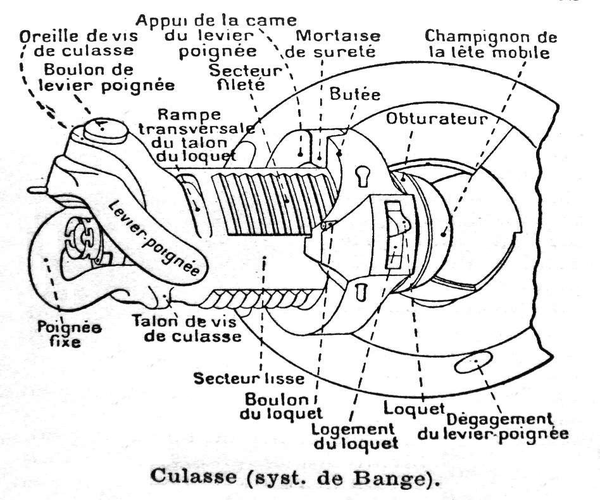 Appui de la came
du levier
poignée
Oreille de vis
de culasse
Mortaise
de sureté
Champignon de
la lête mobile
Boulon de
levier poignée
Secteur
fileté
Butée
Rampe
transversale
du talon
du loquet
Obturateur
Levier-poignée
Poignée
fixe
Talon de vis
de culasse
Secteur lisse
Boulon
du loquet
Logement
du loquet
Loquet
Dégagement
du levier-poignée
Culasse (syst. de Bange).